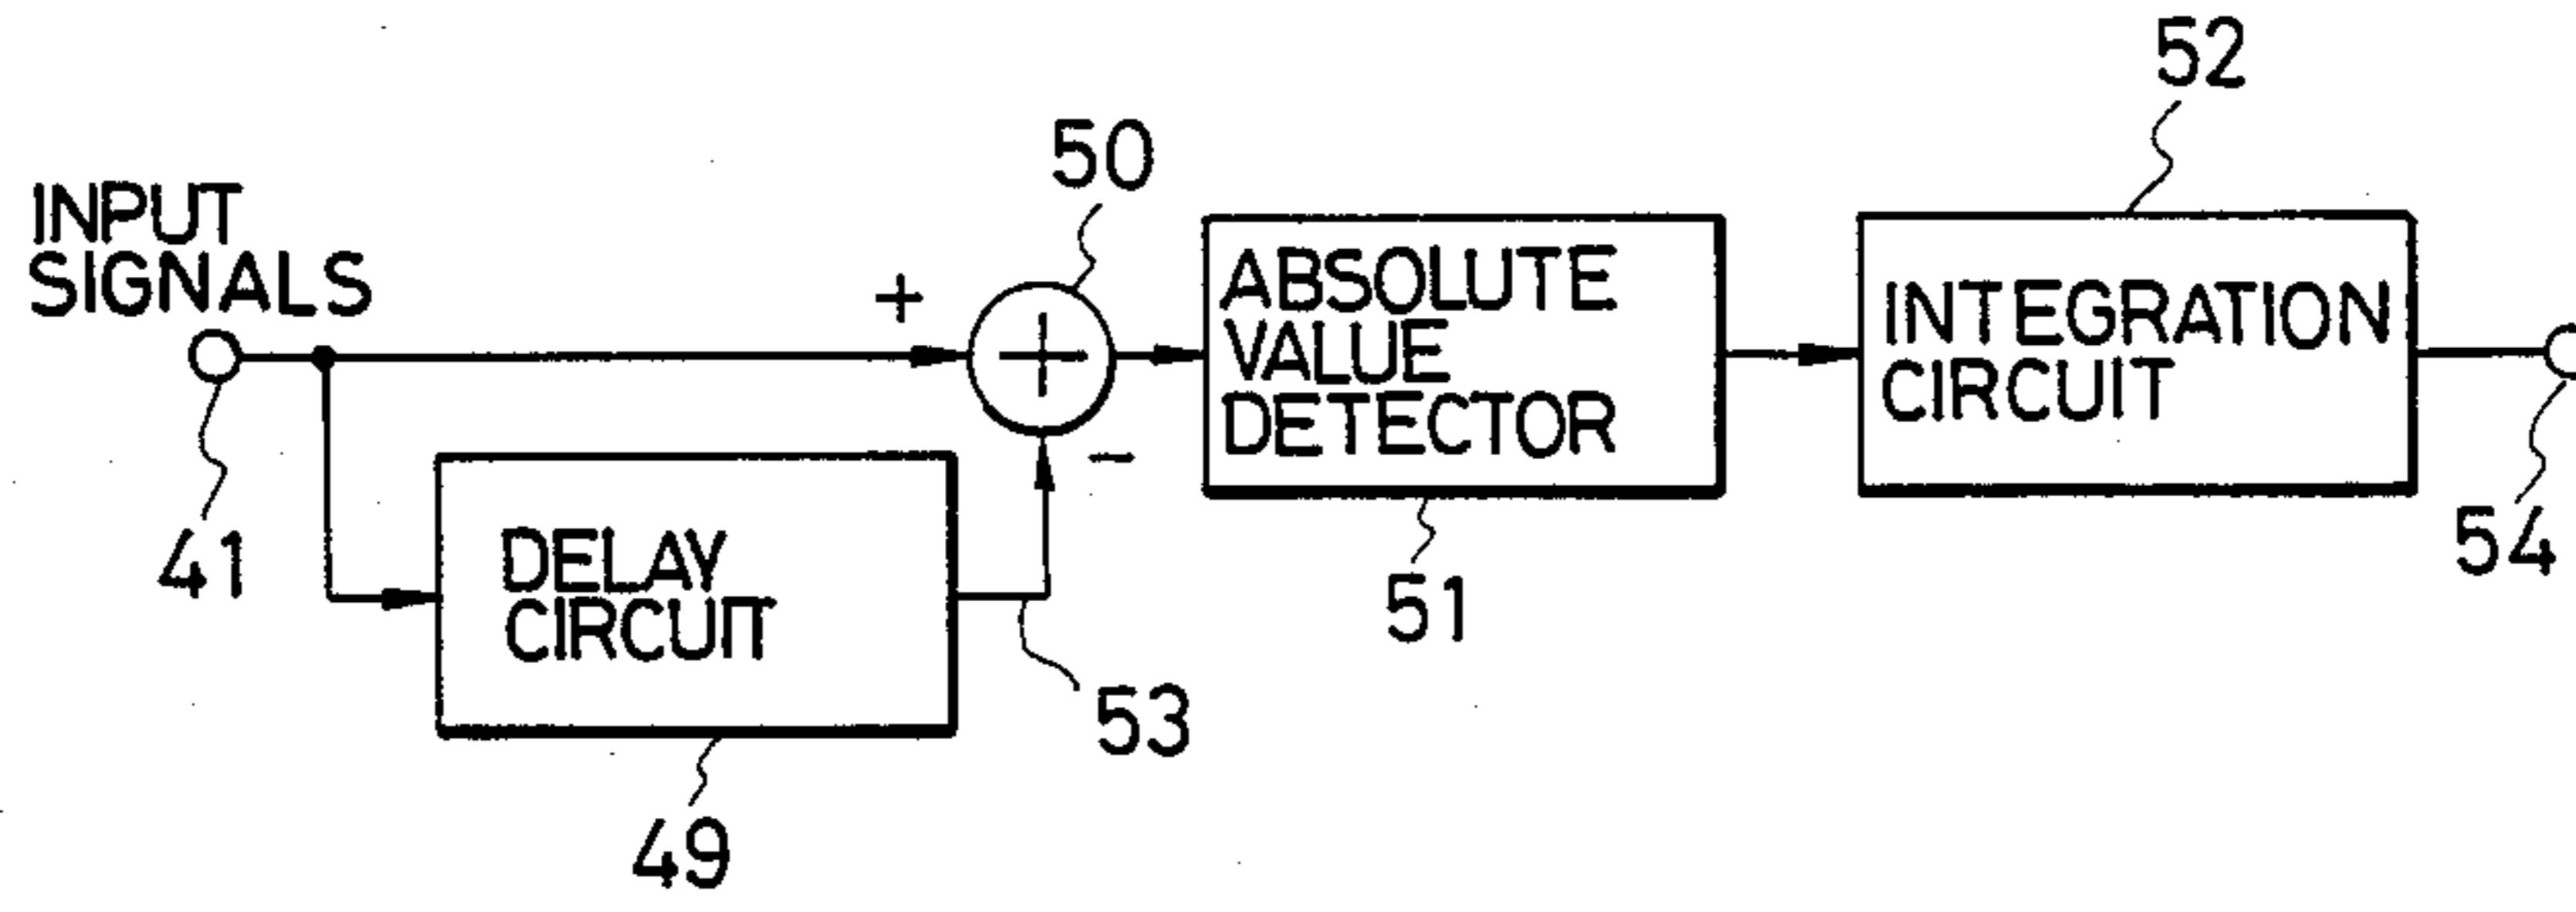 52
50
INPUT
SIGNALS
+
ABSOLUTE
VALUE
DETECTOR
INTEGRATION
CIRCUIT
+
-
41
DELAY
CIRCUIT
54
51
53
49